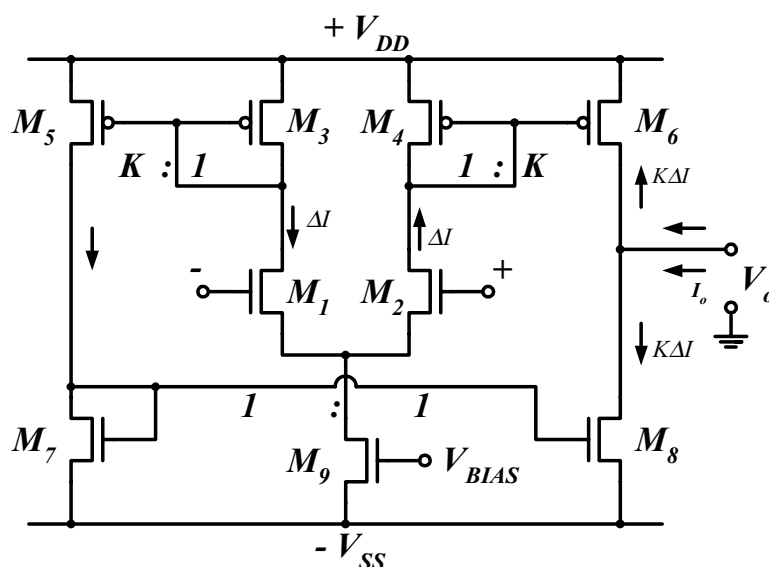 + V_DD
M_5
M_3
M_4
M_6
K : 1
1 : K
KΔI
ΔI
ΔI
-
M_1
M_2
+
I_o
V_o
KΔI
1 : 1
M_7
M_9
V_BIAS
M_8
- V_SS